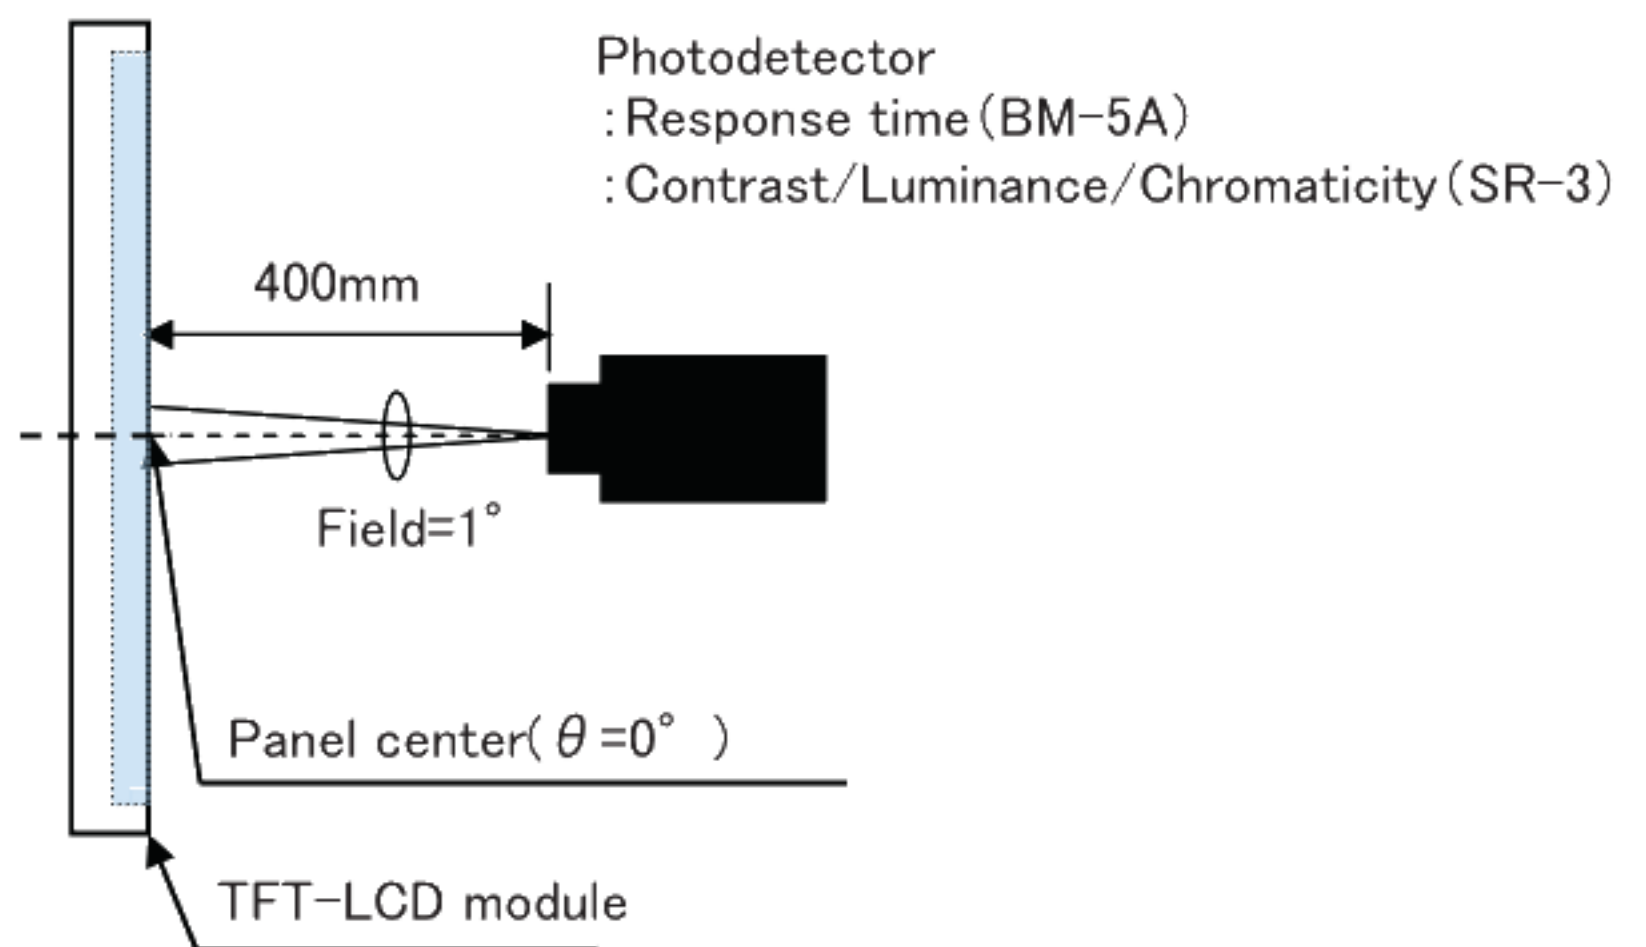 Photodetector
:Response time(BM-5A)
:Contrast/Luminance/Chromaticity(SR-3)
400mm
Field=1°
Panel center( θ=0° )
TFT-LCD module